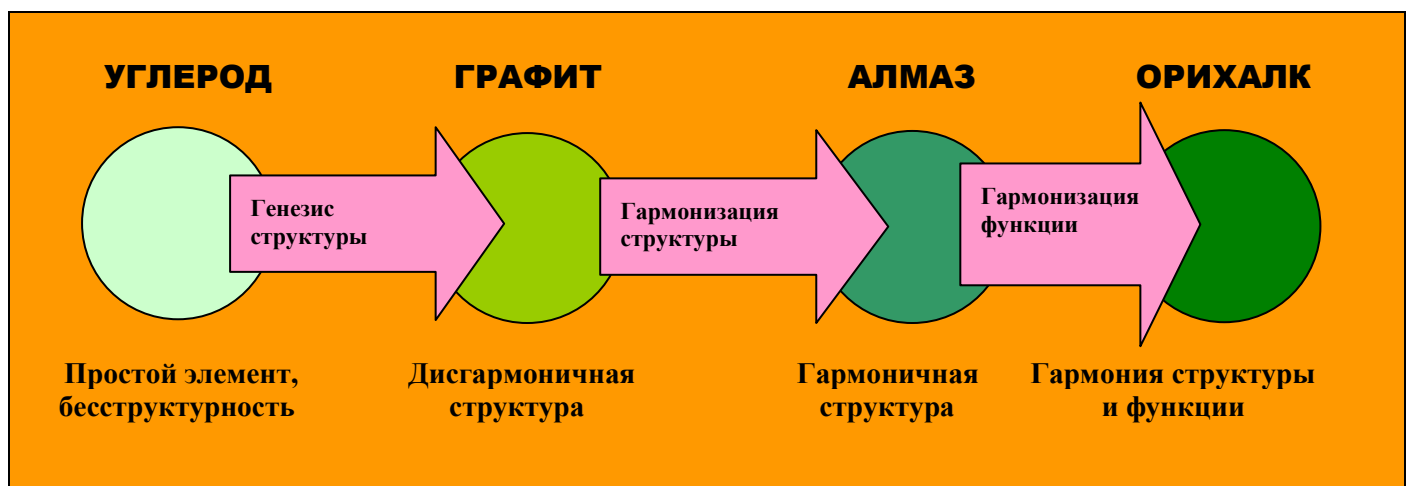 УГЛЕРОД
ГРАФИТ
АЛМАЗ
ОРИХАЛК
Генезис
структуры
Гармонизация
структуры
Гармонизация
функции
Простой элемент,
бесструктурность
Дисгармоничная
структура
Гармоничная
структура
Гармония структуры
и функции